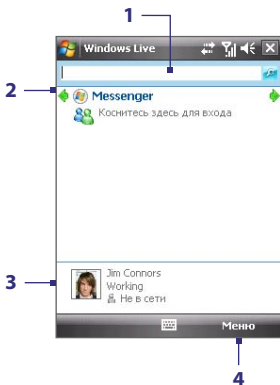 1
Windows Live
2
Messenger
Коснитесь здесь для входа
3
Jim Connors
Working
Не в сети
Меню
4